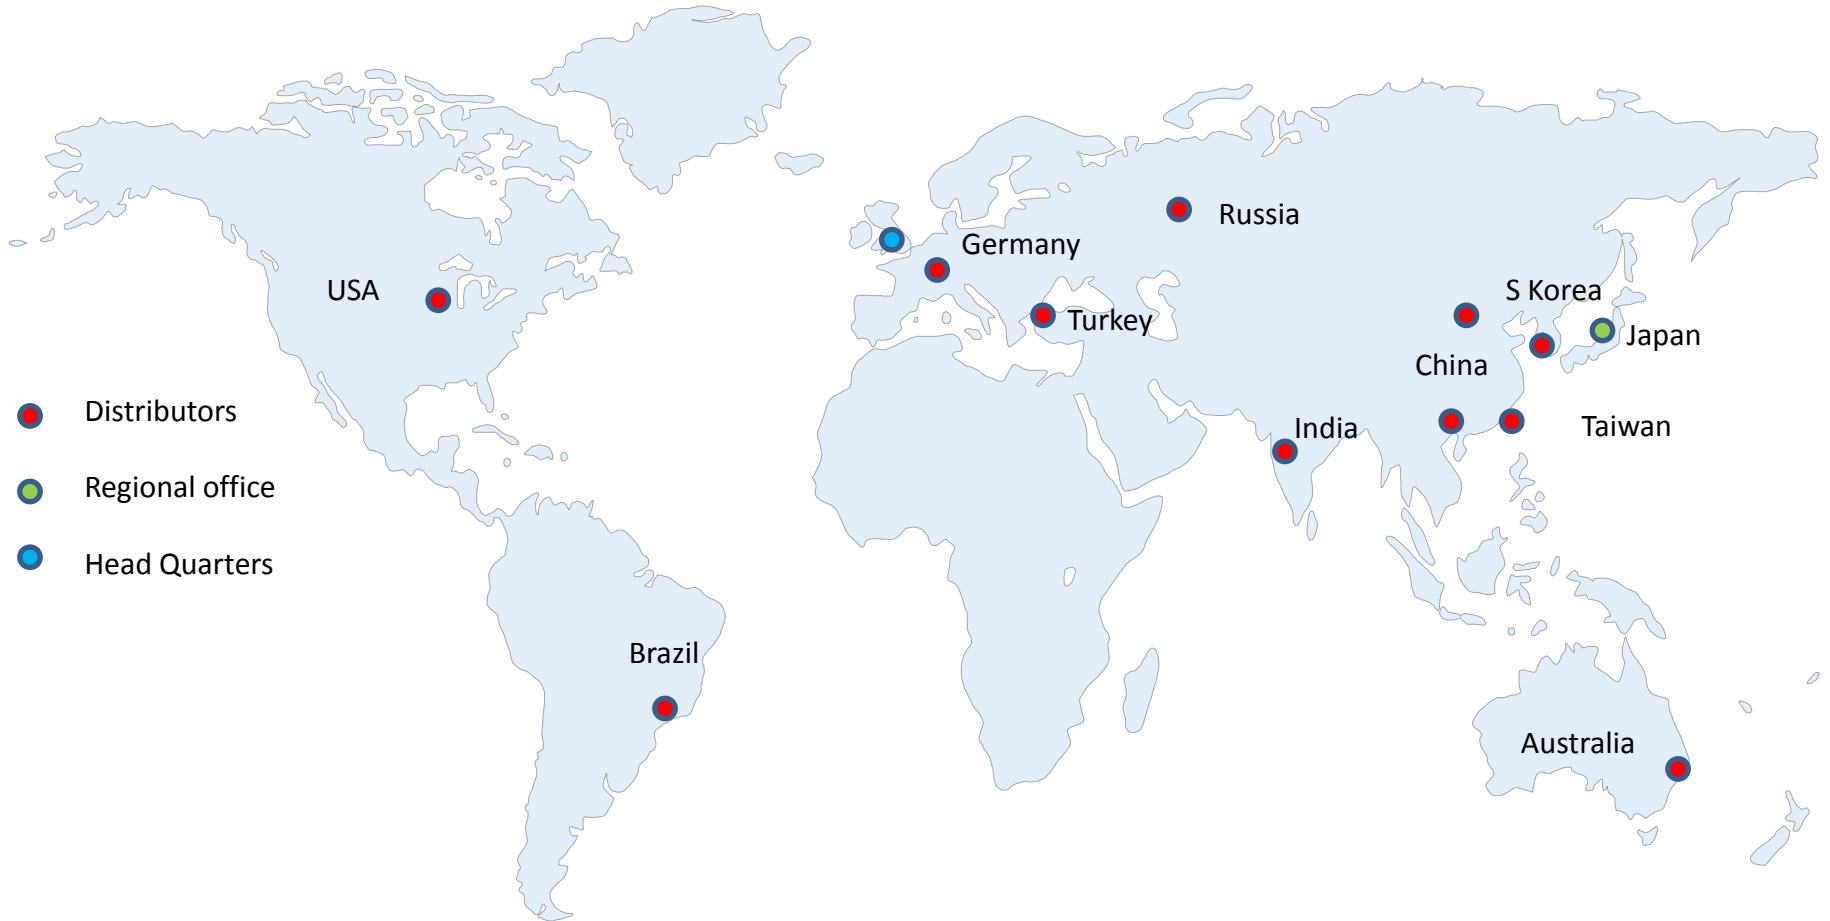 Russia
Germany
USA
S Korea
Turkey
Japan
China
Distributors
India
Taiwan
Regional office
Head Quarters
Brazil
Australia